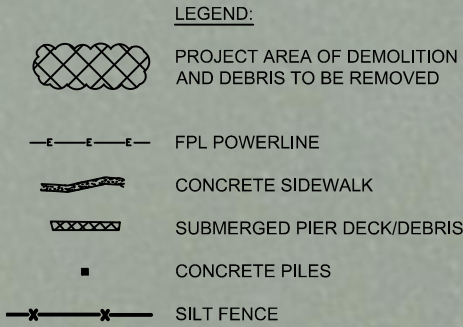 LEGEND:
PROJECT AREA OF DEMOLITION
AND DEBRIS TO BE REMOVED
E E E FPL POWERLINE
CONCRETE SIDEWALK
SUBMERGED PIER DECK/DEBRIS
CONCRETE PILES
X X SILT FENCE